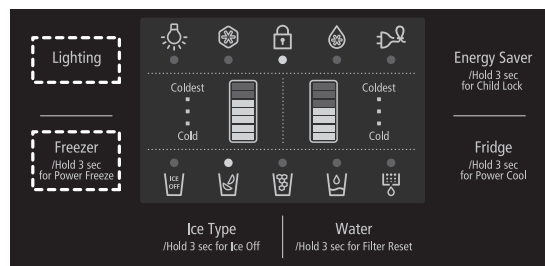 Lighting
Energy Saver
/Hold 3 sec
for Child Lock
Coldest
Coldest
Cold
Cold
Freezer
/Hold 3 sec
for Power Freeze
Fridge
/Hold 3 sec
for Power Cool
ICE
OFF
Ice Type
/Hold 3 sec for Ice Off
Water
/Hold 3 sec for Filter Reset